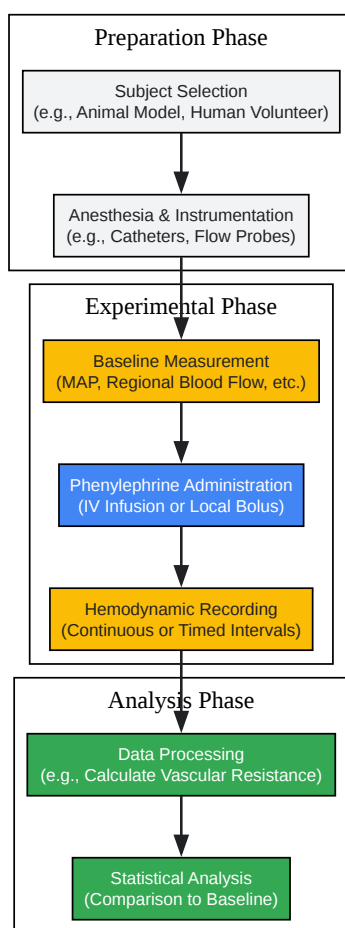 Preparation Phase
Subject Selection
(e.g., Animal Model, Human Volunteer)
Anesthesia & Instrumentation
(e.g., Catheters, Flow Probes)
Experimental Phase
Baseline Measurement
(MAP, Regional Blood Flow, etc.)
Phenylephrine Administration
(IV Infusion or Local Bolus)
Hemodynamic Recording
(Continuous or Timed Intervals)
Analysis Phase
Data Processing
(e.g., Calculate Vascular Resistance)
Statistical Analysis
(Comparison to Baseline)